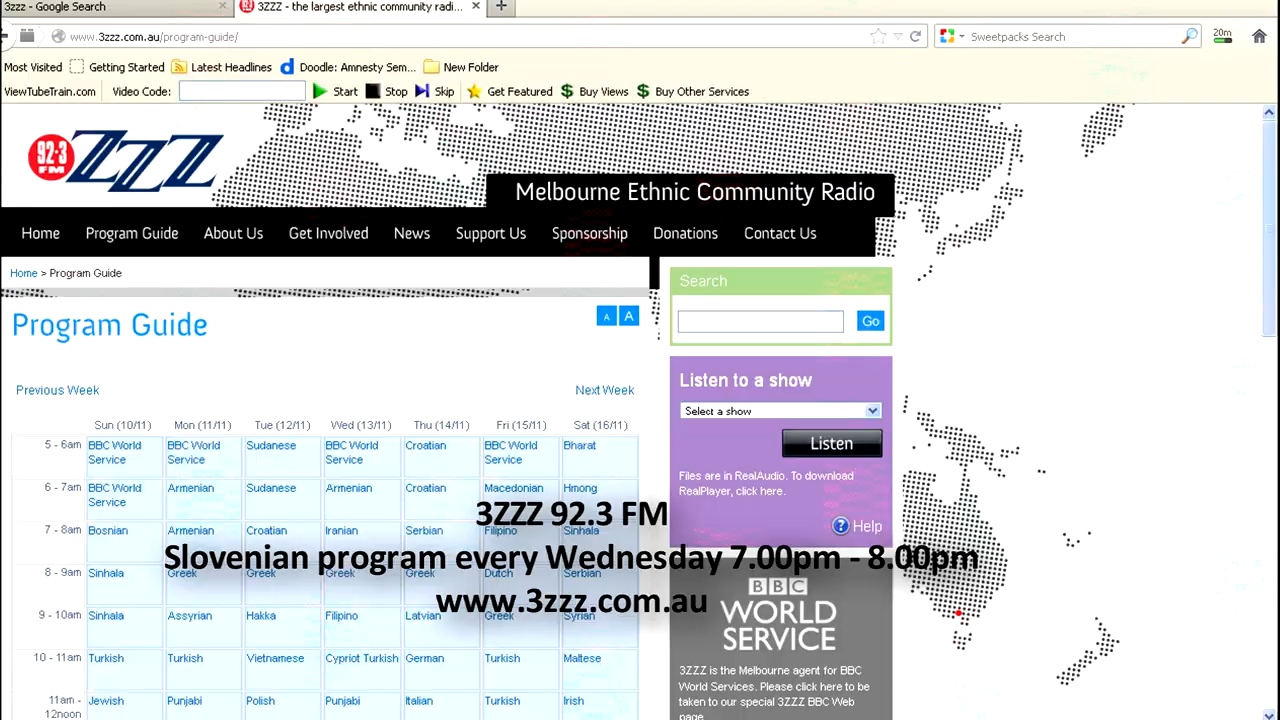 3zzz - Google Search
3ZZZ - the largest ethnic community radi...
www.3zzz.com.au/program-guide/
Sweetpacks Search
20m
Most Visited Getting Started Latest Headlines Doodle: Amnesty Sem... New Folder
ViewTubeTrain.com Video Code: Start Stop Skip Get Featured Buy Views Buy Other Services
92.3 FM ZZZ
Melbourne Ethnic Community Radio
Home Program Guide About Us Get Involved News Support Us Sponsorship Donations Contact Us
Home > Program Guide
Search
Program Guide
A A
Go
Listen to a show
Previous Week Next Week
Select a show
Sun (10/11) Mon (11/11) Tue (12/11) Wed (13/11) Thu (14/11) Fri (15/11) Sat (16/11)
Listen
5 - 6am BBC World Service BBC World Service Sudanese BBC World Service Croatian BBC World Service Bharat
Files are in RealAudio. To download
RealPlayer, click here.
6 - 7am BBC World Service Armenian Sudanese Armenian Croatian Macedonian Hmong
3ZZZ 92.3 FM
Help
7 - 8am Bosnian Armenian Croatian Iranian Serbian Filipino Sinhala
Slovenian program every Wednesday 7.00pm - 8.00pm
8 - 9am Sinhala Greek Greek Greek Greek Dutch Serbian
www.3zzz.com.au
BBC
WORLD
SERVICE
9 - 10am Sinhala Assyrian Hakka Filipino Latvian Greek Syrian
10 - 11am Turkish Turkish Vietnamese Cypriot Turkish German Turkish Maltese
3ZZZ is the Melbourne agent for BBC
World Services. Please click here to be
taken to our special 3ZZZ BBC Web
page
11am - 12noon Jewish Punjabi Polish Punjabi Italian Turkish Irish